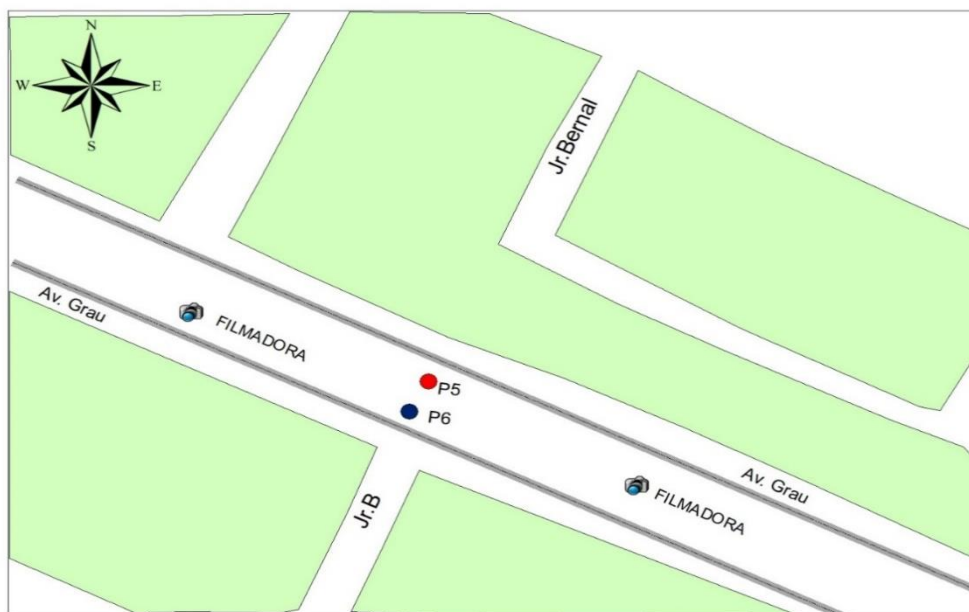 N
W
E
S
Jr.Bernal
Av. Grau
FILMADORA
P5
P6
Av. Grau
FILMADORA
Jr.B